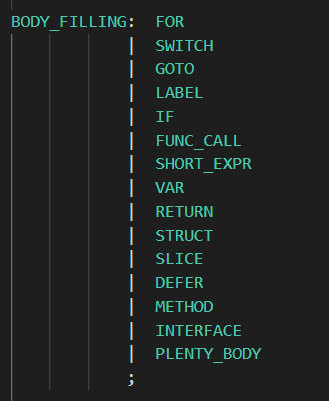 BODY_FILLING: FOR
| SWITCH
| GOTO
| LABEL
| IF
| FUNC_CALL
| SHORT_EXPR
| VAR
| RETURN
| STRUCT
| SLICE
| DEFER
| METHOD
| INTERFACE
| PLENTY_BODY
;